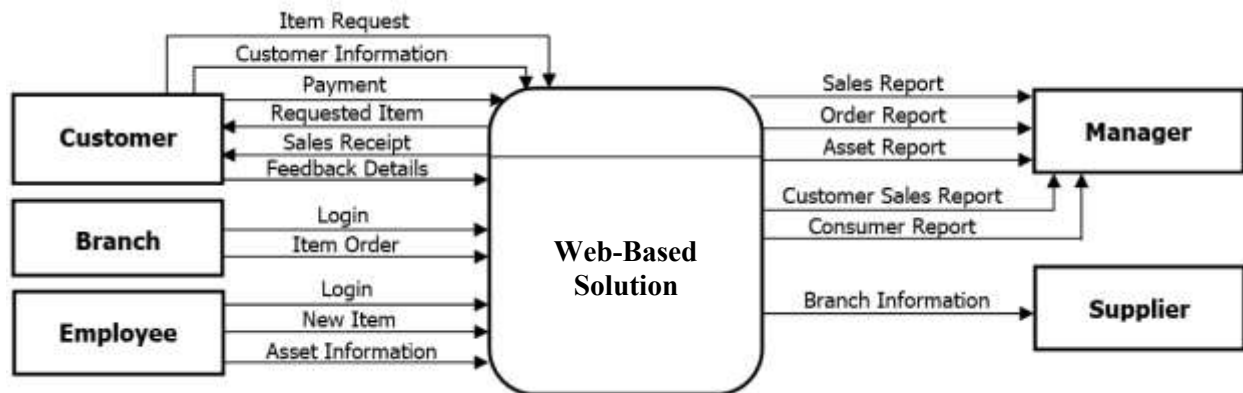 Item Request
Customer Information
Payment
Requested Item
Sales Receipt
Feedback Details
Customer
Login
Item Order
Branch
Login
New Item
Asset Information
Employee
Web-Based
Solution
Sales Report
Order Report
Asset Report
Customer Sales Report
Consumer Report
Manager
Branch Information
Supplier